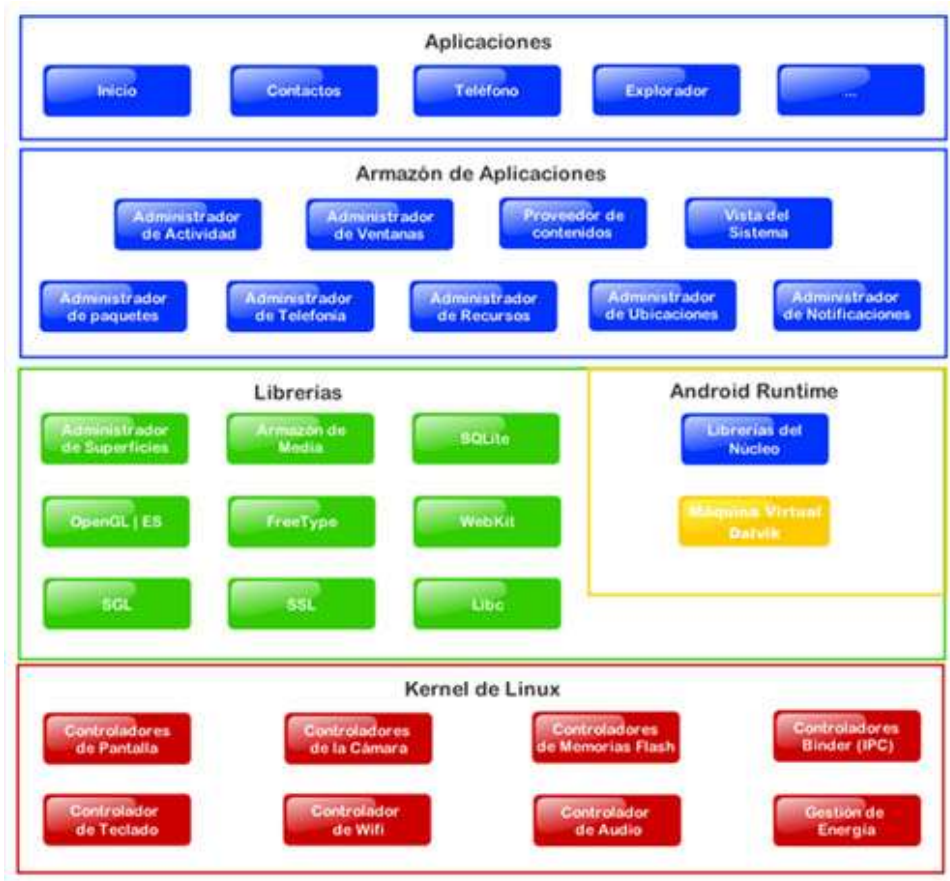 Aplicaciones
Inicio
Contactos
Teléfono
Explorador
...
Armazón de Aplicaciones
Administrador
de Actividad
Administrador
de Ventanas
Proveedor de
contenidos
Vista del
Sistema
Administrador
de paquetes
Administrador
de Telefonía
Administrador
de Recursos
Administrador
de Ubicaciones
Administrador
de Notificaciones
Librerías
Administrador
de Superficies
Armazón de
Media
SQLite
OpenGL | ES
FreeType
WebKit
SGL
SSL
Libc
Android Runtime
Librerías del
Núcleo
Máquina Virtual
Dalvik
Kernel de Linux
Controladores
de Pantalla
Controladores
de la Cámara
Controladores
de Memorias Flash
Controladores
Binder (IPC)
Controlador
de Teclado
Controlador
de Wifi
Controlador
de Audio
Gestión de
Energía